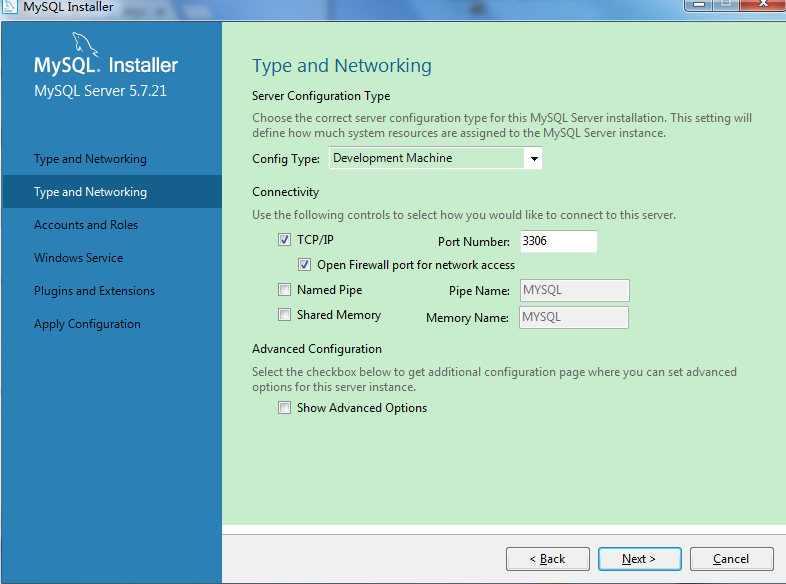 MySQL Installer
MySQL. Installer
MySQL Server 5.7.21
Type and Networking
Type and Networking
Accounts and Roles
Windows Service
Plugins and Extensions
Apply Configuration
Type and Networking
Server Configuration Type
Choose the correct server configuration type for this MySQL Server installation. This setting will
define how much system resources are assigned to the MySQL Server instance.
Config Type: Development Machine
Connectivity
Use the following controls to select how you would like to connect to this server.
TCP/IP Port Number: 3306
Open Firewall port for network access
Named Pipe Pipe Name: MYSQL
Shared Memory Memory Name: MYSQL
Advanced Configuration
Select the checkbox below to get additional configuration page where you can set advanced
options for this server instance.
Show Advanced Options
< Back Next > Cancel